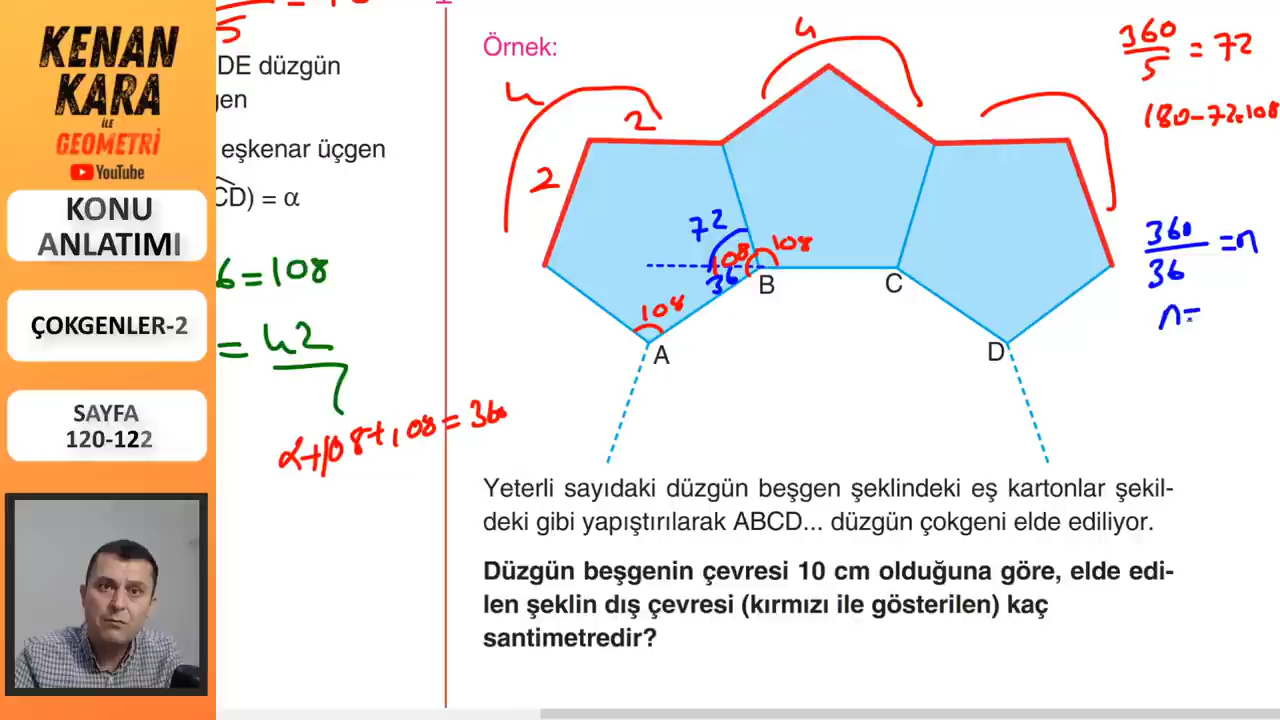 KENAN
KARA
İLE
GEOMETRİ
YouTube
KONU
ANLATIMI
ÇOKGENLER-2
SAYFA
120-122
5
DE düzgün
gen
eşkenar üçgen
CD) = α
6=108
= 42
α+108+108=360
Örnek:
4
4
2
2
72
108
108
36
108
B
C
A
D
360/5 = 72
180-72=108
360/36 = n
n=
Yeterli sayıdaki düzgün beşgen şeklindeki eş kartonlar şekil-
deki gibi yapıştırılarak ABCD... düzgün çokgeni elde ediliyor.
Düzgün beşgenin çevresi 10 cm olduğuna göre, elde edi-
len şeklin dış çevresi (kırmızı ile gösterilen) kaç
santimetredir?